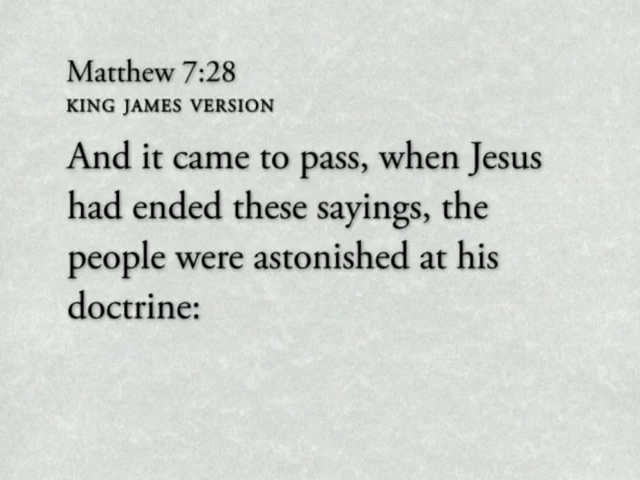 Matthew 7:28
KING JAMES VERSION
And it came to pass, when Jesus
had ended these sayings, the
people were astonished at his
doctrine: